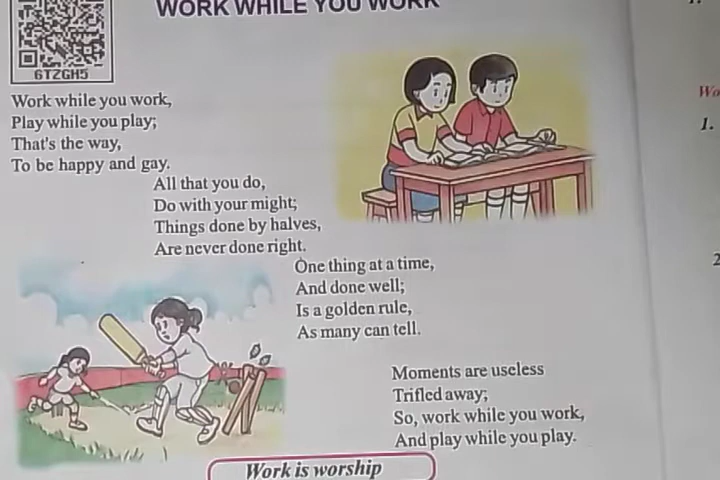 WORK WHILE YOU WORK
6TZGH5
Work while you work,
Play while you play;
That's the way,
To be happy and gay.
All that you do,
Do with your might;
Things done by halves,
Are never done right.
One thing at a time,
And done well;
Is a golden rule,
As many can tell.
Moments are useless
Trifled away;
So, work while you work,
And play while you play.
Work is worship
1.
2